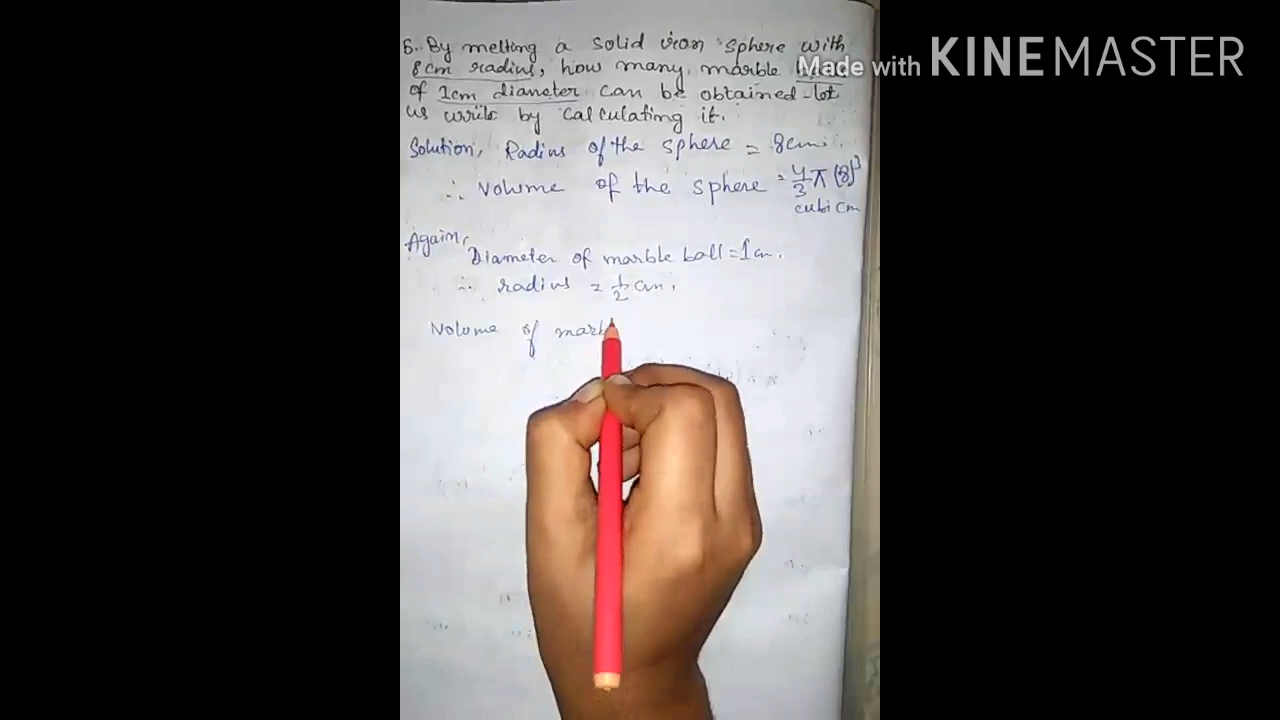 6. By melting a solid iron sphere with
8cm radius, how many marble
of 1cm diameter can be obtained-let
us write by calculating it.
Made with KINEMASTER
Solution, Radius of the sphere = 8cm.
∴ Volume of the sphere = 4/3 π (8)³
cubic cm
Again,
Diameter of marble ball = 1cm.
∴ radius = 1/2 cm.
Volume of marb